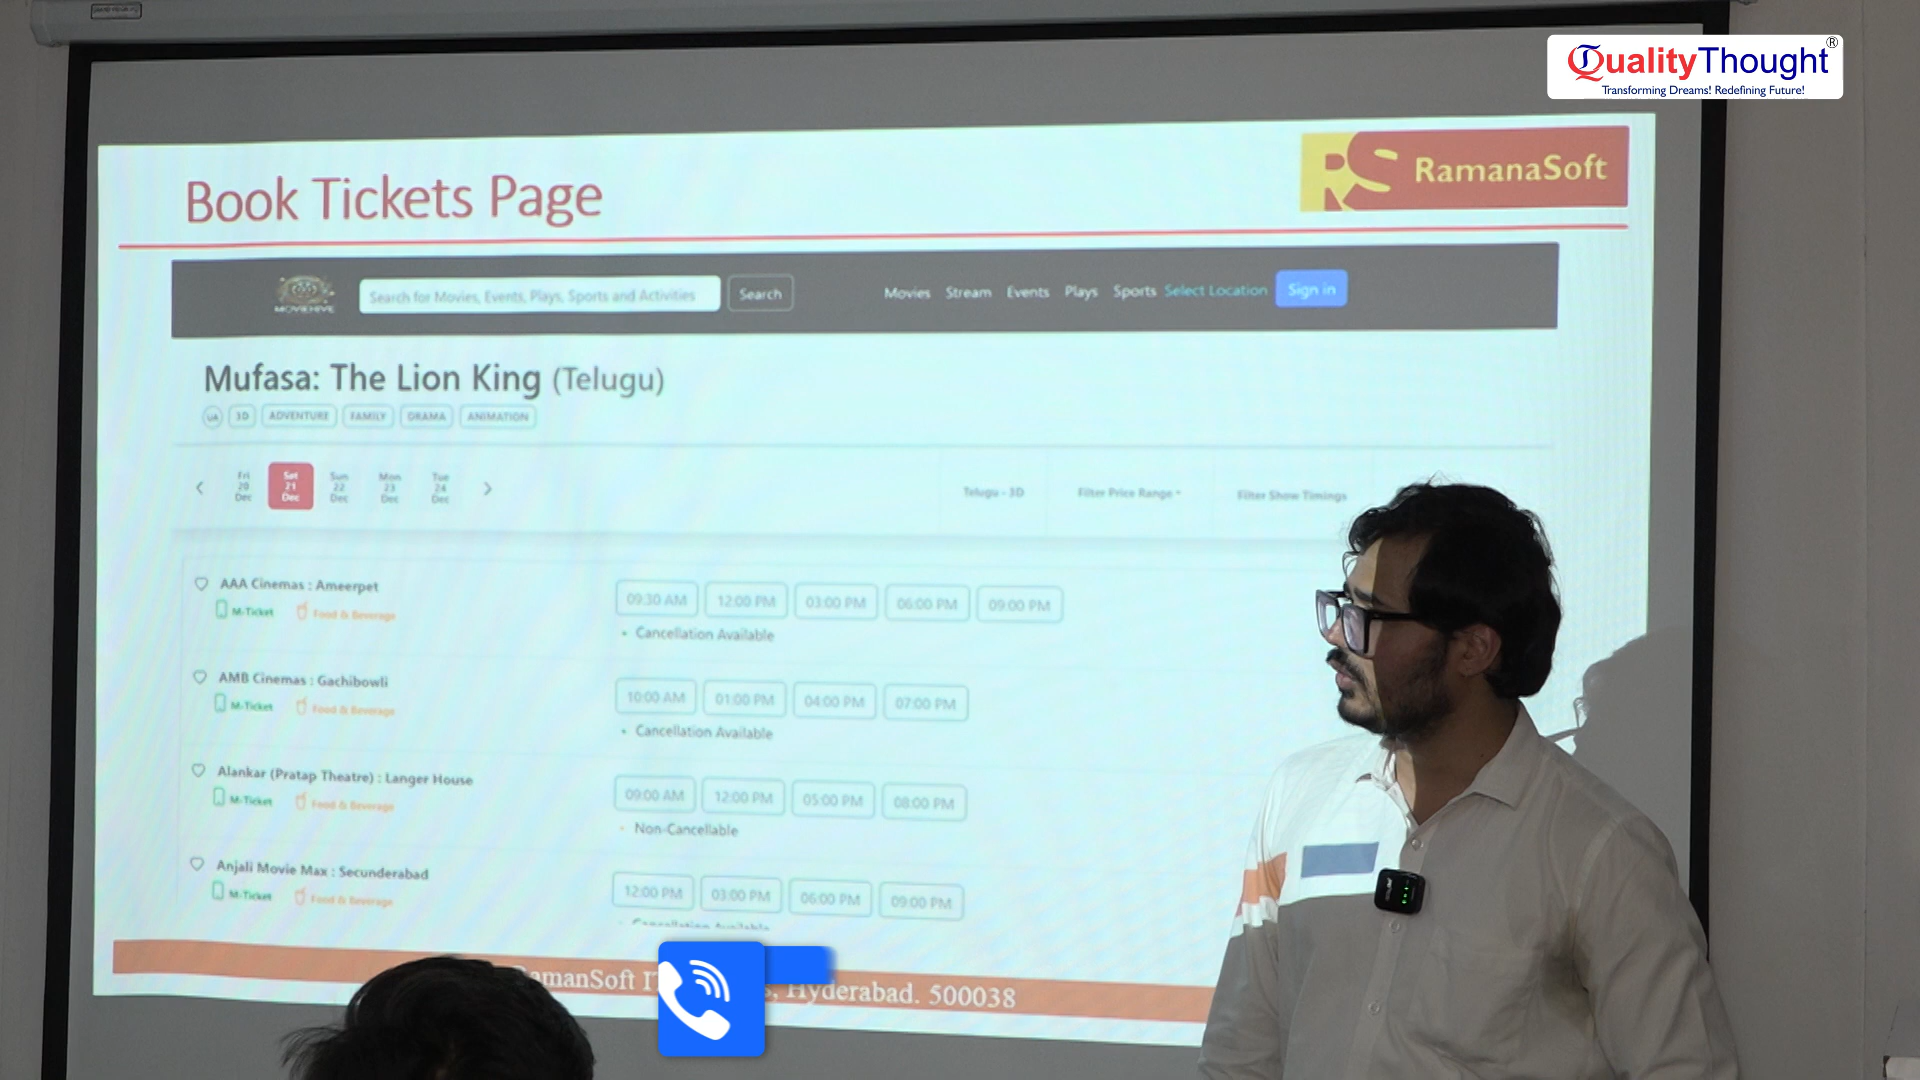 QualityThought®
Transforming Dreams! Redefining Future!
Book Tickets Page
RS RamanaSoft
MOVIEHIVE
Search for Movies, Events, Plays, Sports and Activities
Search
Movies Stream Events Plays Sports Select Location Sign in
Mufasa: The Lion King (Telugu)
UA 3D ADVENTURE FAMILY DRAMA ANIMATION
Fri 20 Dec
Sat 21 Dec
Sun 22 Dec
Mon 23 Dec
Tue 24 Dec
Telugu - 3D Filter Price Range Filter Show Timings
AAA Cinemas : Ameerpet
M-Ticket Food & Beverage
09:30 AM 12:00 PM 03:00 PM 06:00 PM 09:00 PM
Cancellation Available
AMB Cinemas : Gachibowli
M-Ticket Food & Beverage
10:00 AM 01:00 PM 04:00 PM 07:00 PM
Cancellation Available
Alankar (Pratap Theatre) : Langer House
M-Ticket Food & Beverage
09:00 AM 12:00 PM 05:00 PM 08:00 PM
Non-Cancellable
Anjali Movie Max : Secunderabad
M-Ticket Food & Beverage
12:00 PM 03:00 PM 06:00 PM 09:00 PM
Cancellation Available
amanSoft Hyderabad. 500038